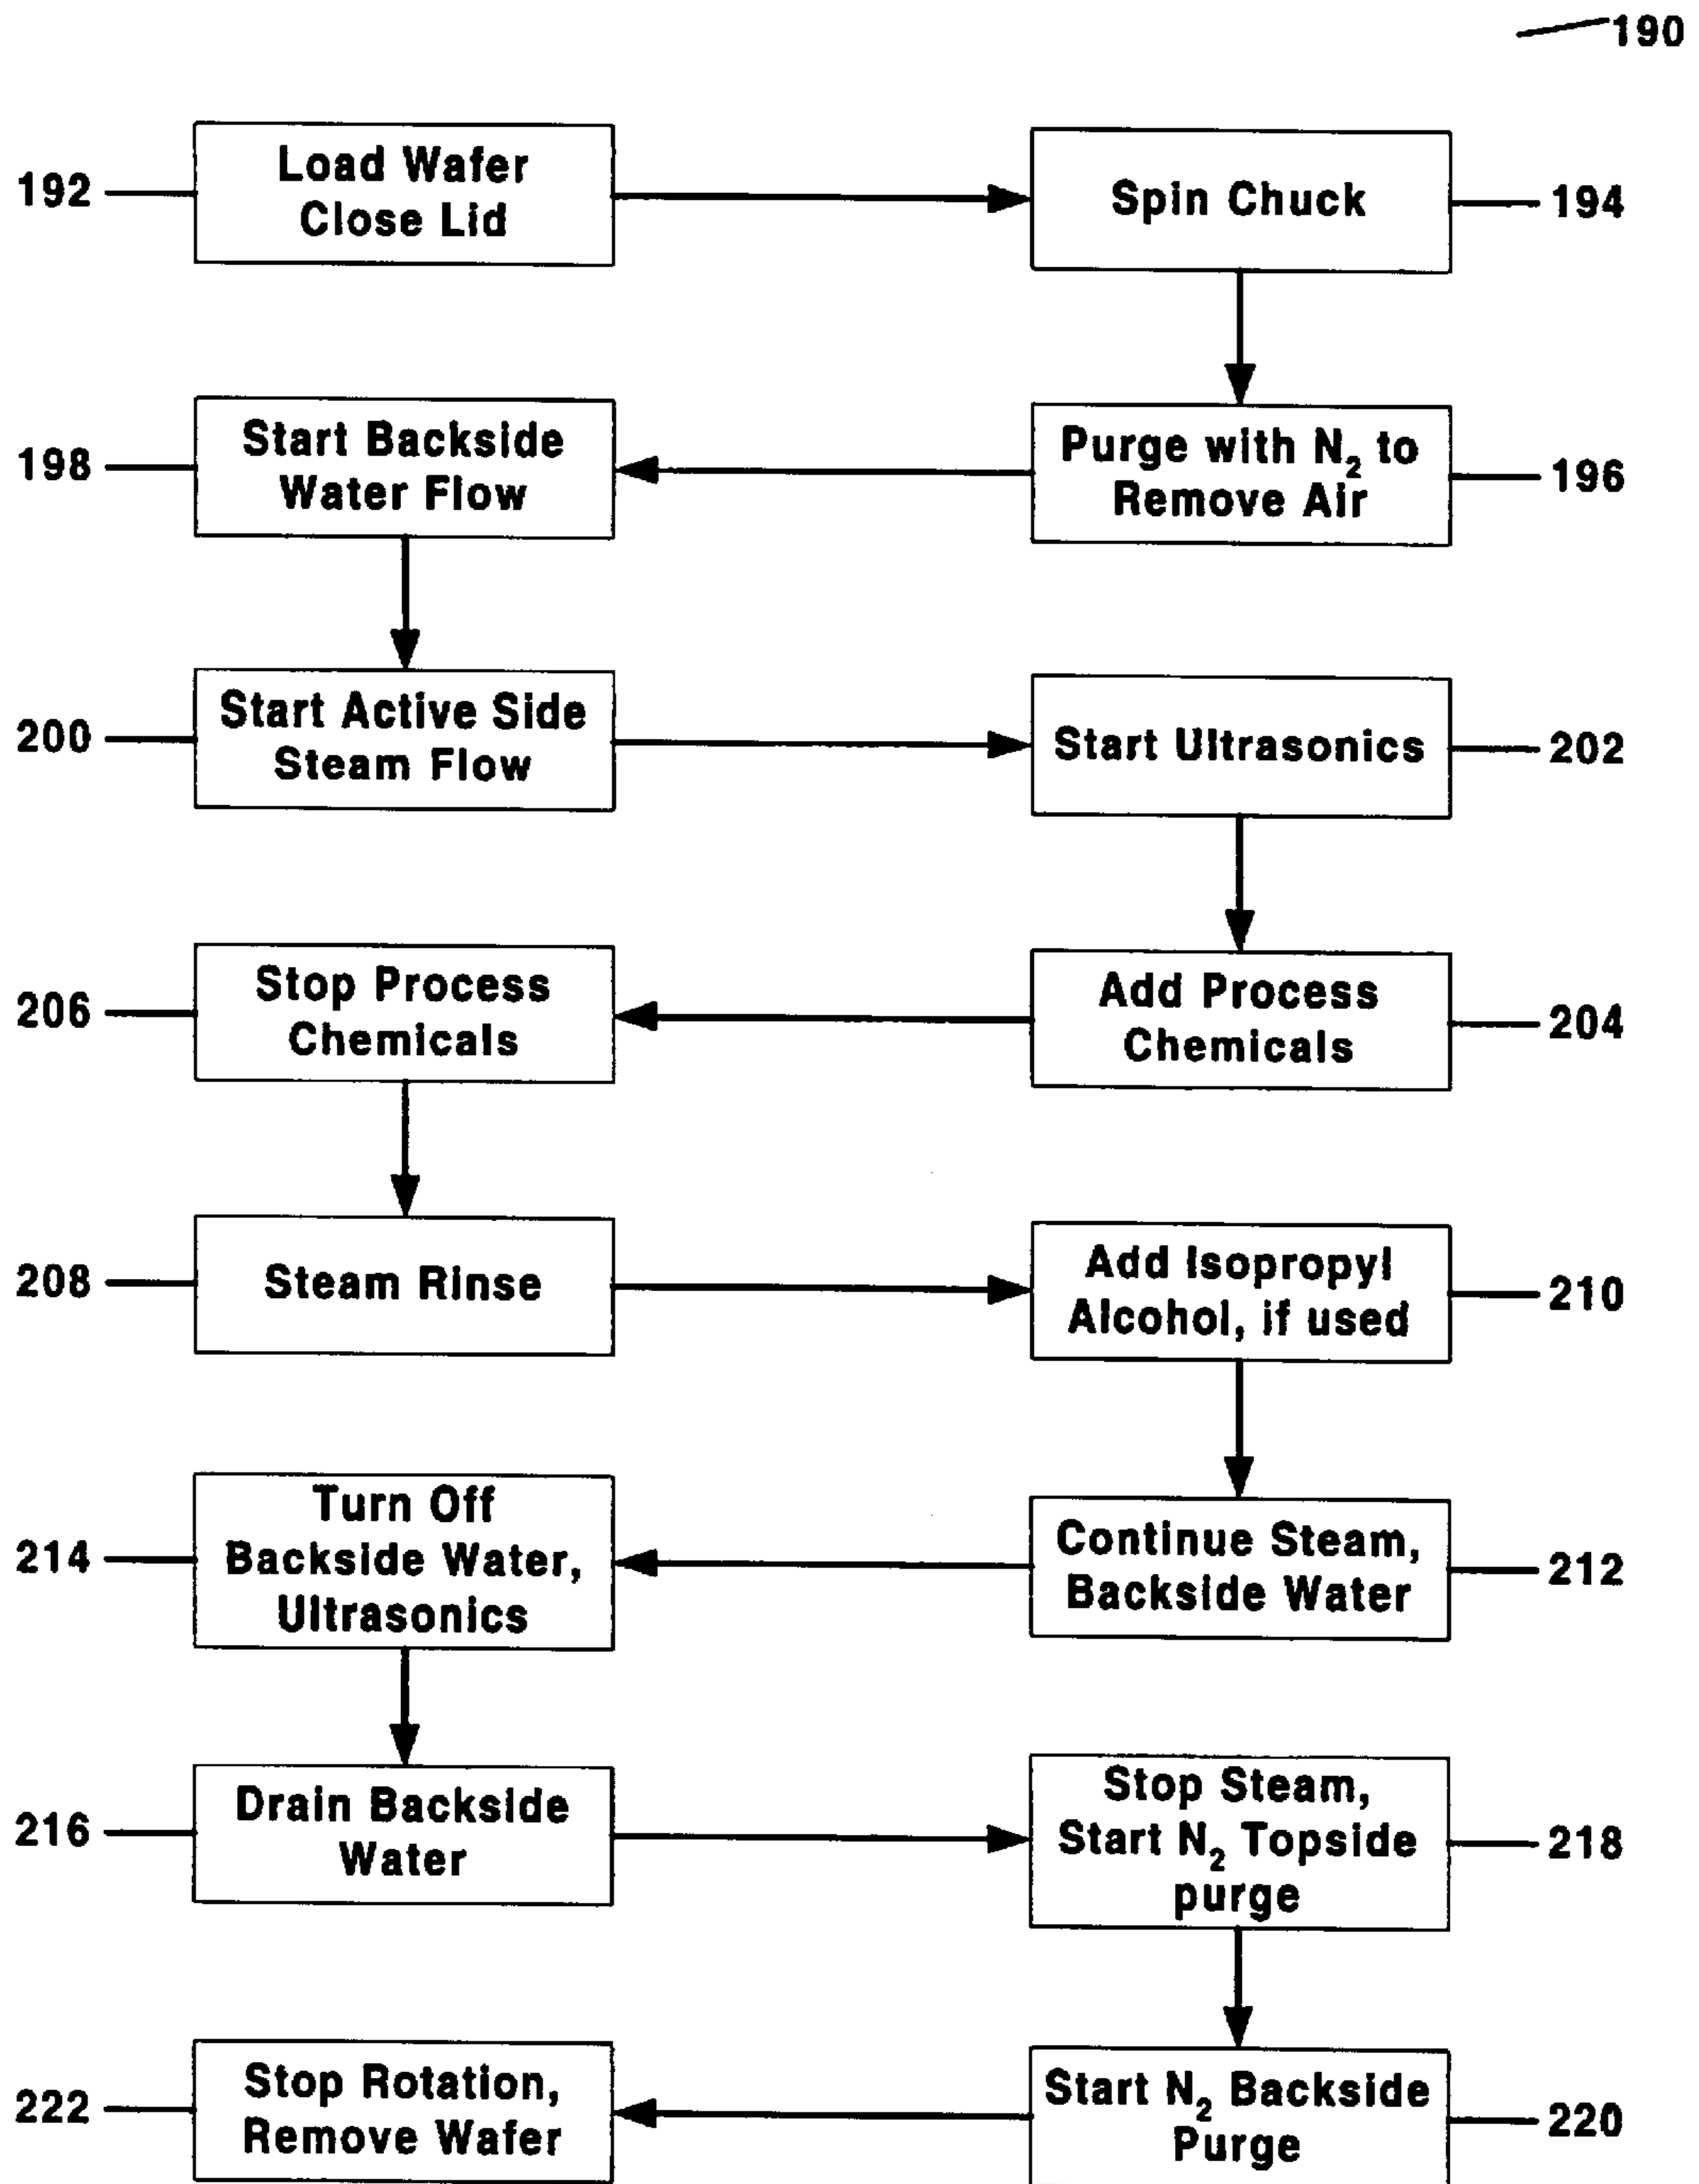 190
192
Load Wafer
Close Lid
Spin Chuck
194
198
Start Backside
Water Flow
Purge with N₂ to
Remove Air
196
200
Start Active Side
Steam Flow
Start Ultrasonics
202
206
Stop Process
Chemicals
Add Process
Chemicals
204
208
Steam Rinse
Add Isopropyl
Alcohol, if used
210
214
Turn Off
Backside Water,
Ultrasonics
Continue Steam,
Backside Water
212
216
Drain Backside
Water
Stop Steam,
Start N₂ Topside
purge
218
222
Stop Rotation,
Remove Wafer
Start N₂ Backside
Purge
220